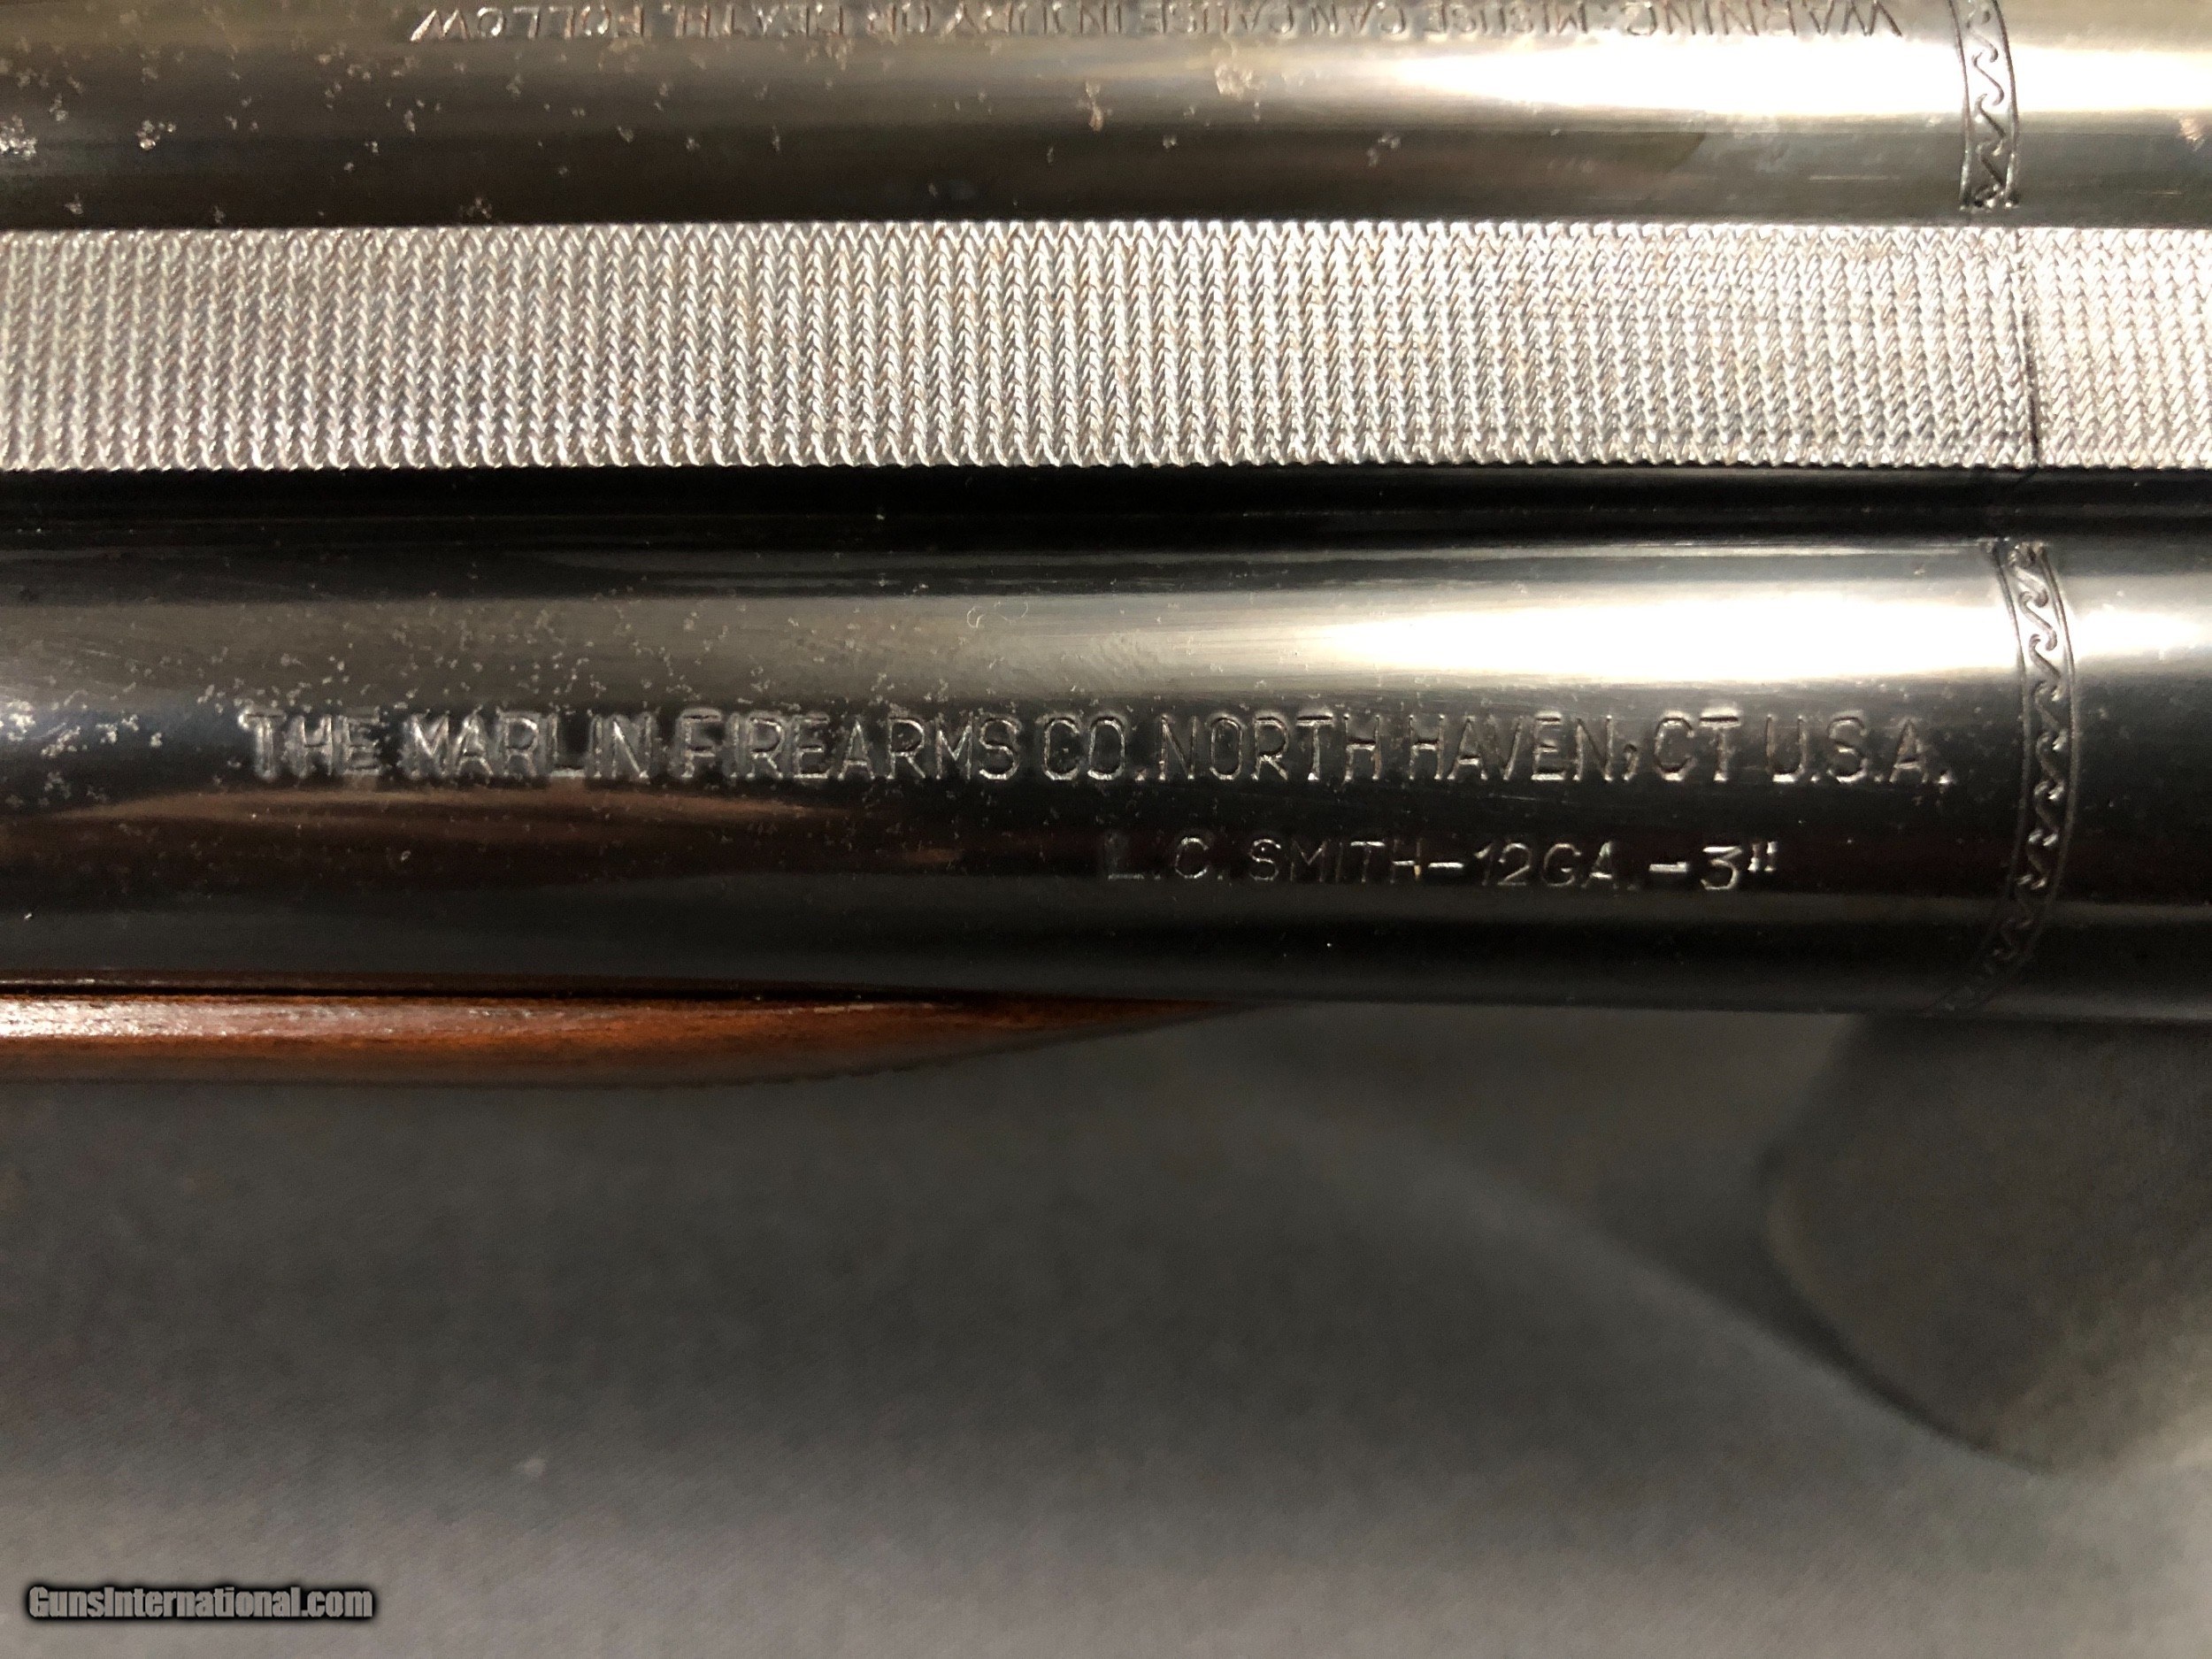 WARNING: MISUSE CAN CAUSE INJURY OR DEATH. FOLLOW
THE MARLIN FIREARMS CO. NORTH HAVEN, CT U.S.A.
L.C. SMITH-12GA.-3"
GunsInternational.com